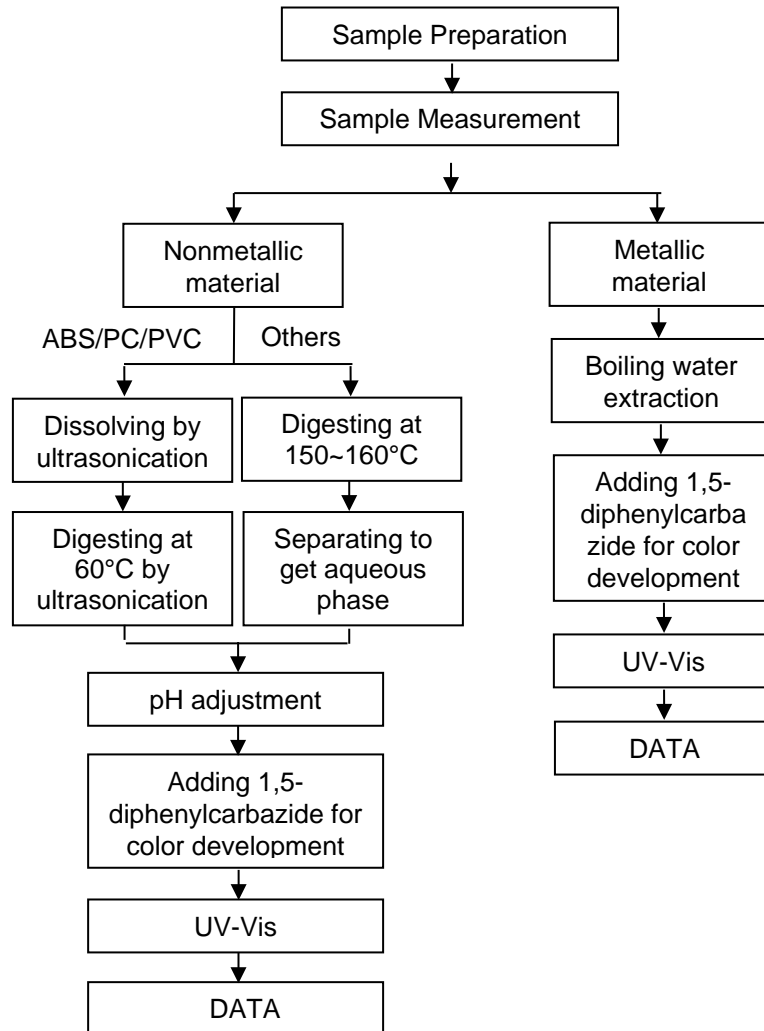 Sample Preparation
Sample Measurement
Nonmetallic
material
ABS/PC/PVC
Others
Dissolving by
ultrasonication
Digesting at
150~160°C
Digesting at
60°C by
ultrasonication
Separating to
get aqueous
phase
pH adjustment
Adding 1,5-
diphenylcarbazide for
color development
UV-Vis
DATA
Metallic
material
Boiling water
extraction
Adding 1,5-
diphenylcarba
zide for color
development
UV-Vis
DATA